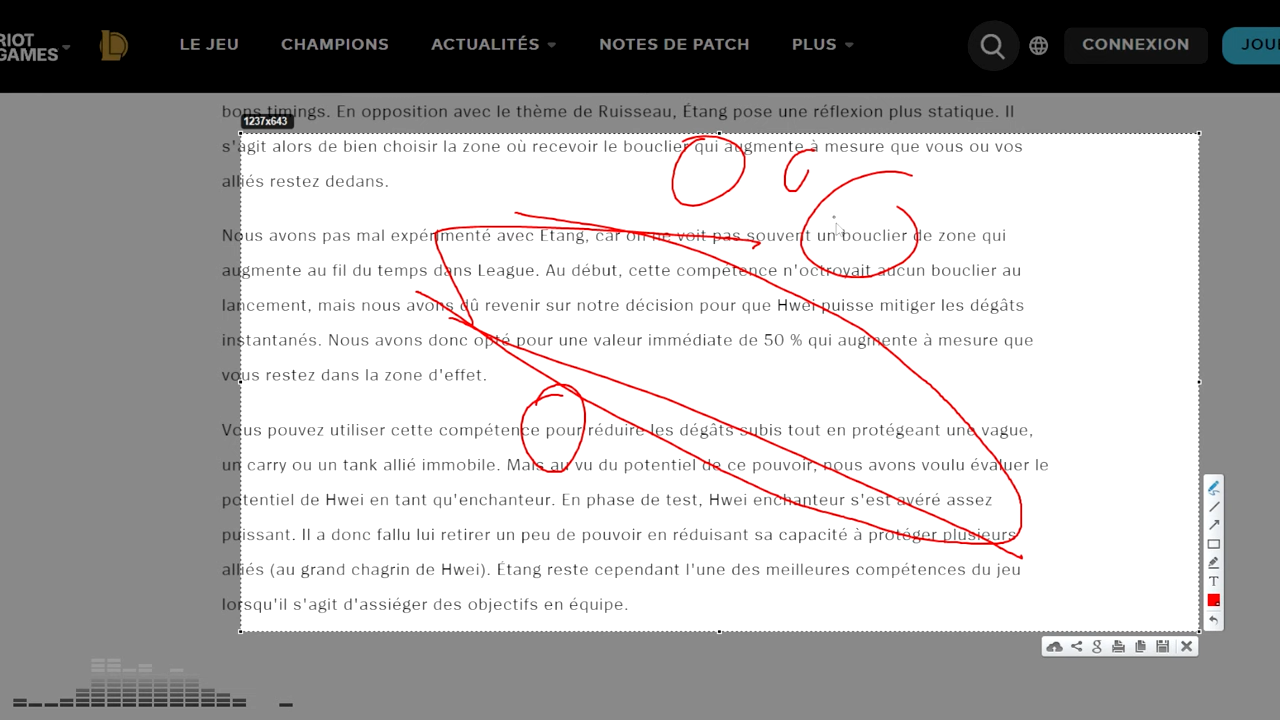 RIOT GAMES
LE JEU CHAMPIONS ACTUALITÉS NOTES DE PATCH PLUS CONNEXION JOU
bons timings. En opposition avec le thème de Ruisseau, Étang pose une réflexion plus statique. Il
1237x643
s'agit alors de bien choisir la zone où recevoir le bouclier qui augmente à mesure que vous ou vos
alliés restez dedans.
Nous avons pas mal expérimenté avec Étang, car on ne voit pas souvent un bouclier de zone qui
augmente au fil du temps dans League. Au début, cette compétence n'octroyait aucun bouclier au
lancement, mais nous avons dû revenir sur notre décision pour que Hwei puisse mitiger les dégâts
instantanés. Nous avons donc opté pour une valeur immédiate de 50 % qui augmente à mesure que
vous restez dans la zone d'effet.
Vous pouvez utiliser cette compétence pour réduire les dégâts subis tout en protégeant une vague,
un carry ou un tank allié immobile. Mais au vu du potentiel de ce pouvoir, nous avons voulu évaluer le
potentiel de Hwei en tant qu'enchanteur. En phase de test, Hwei enchanteur s'est avéré assez
puissant. Il a donc fallu lui retirer un peu de pouvoir en réduisant sa capacité à protéger plusieurs
alliés (au grand chagrin de Hwei). Étang reste cependant l'une des meilleures compétences du jeu
lorsqu'il s'agit d'assiéger des objectifs en équipe.